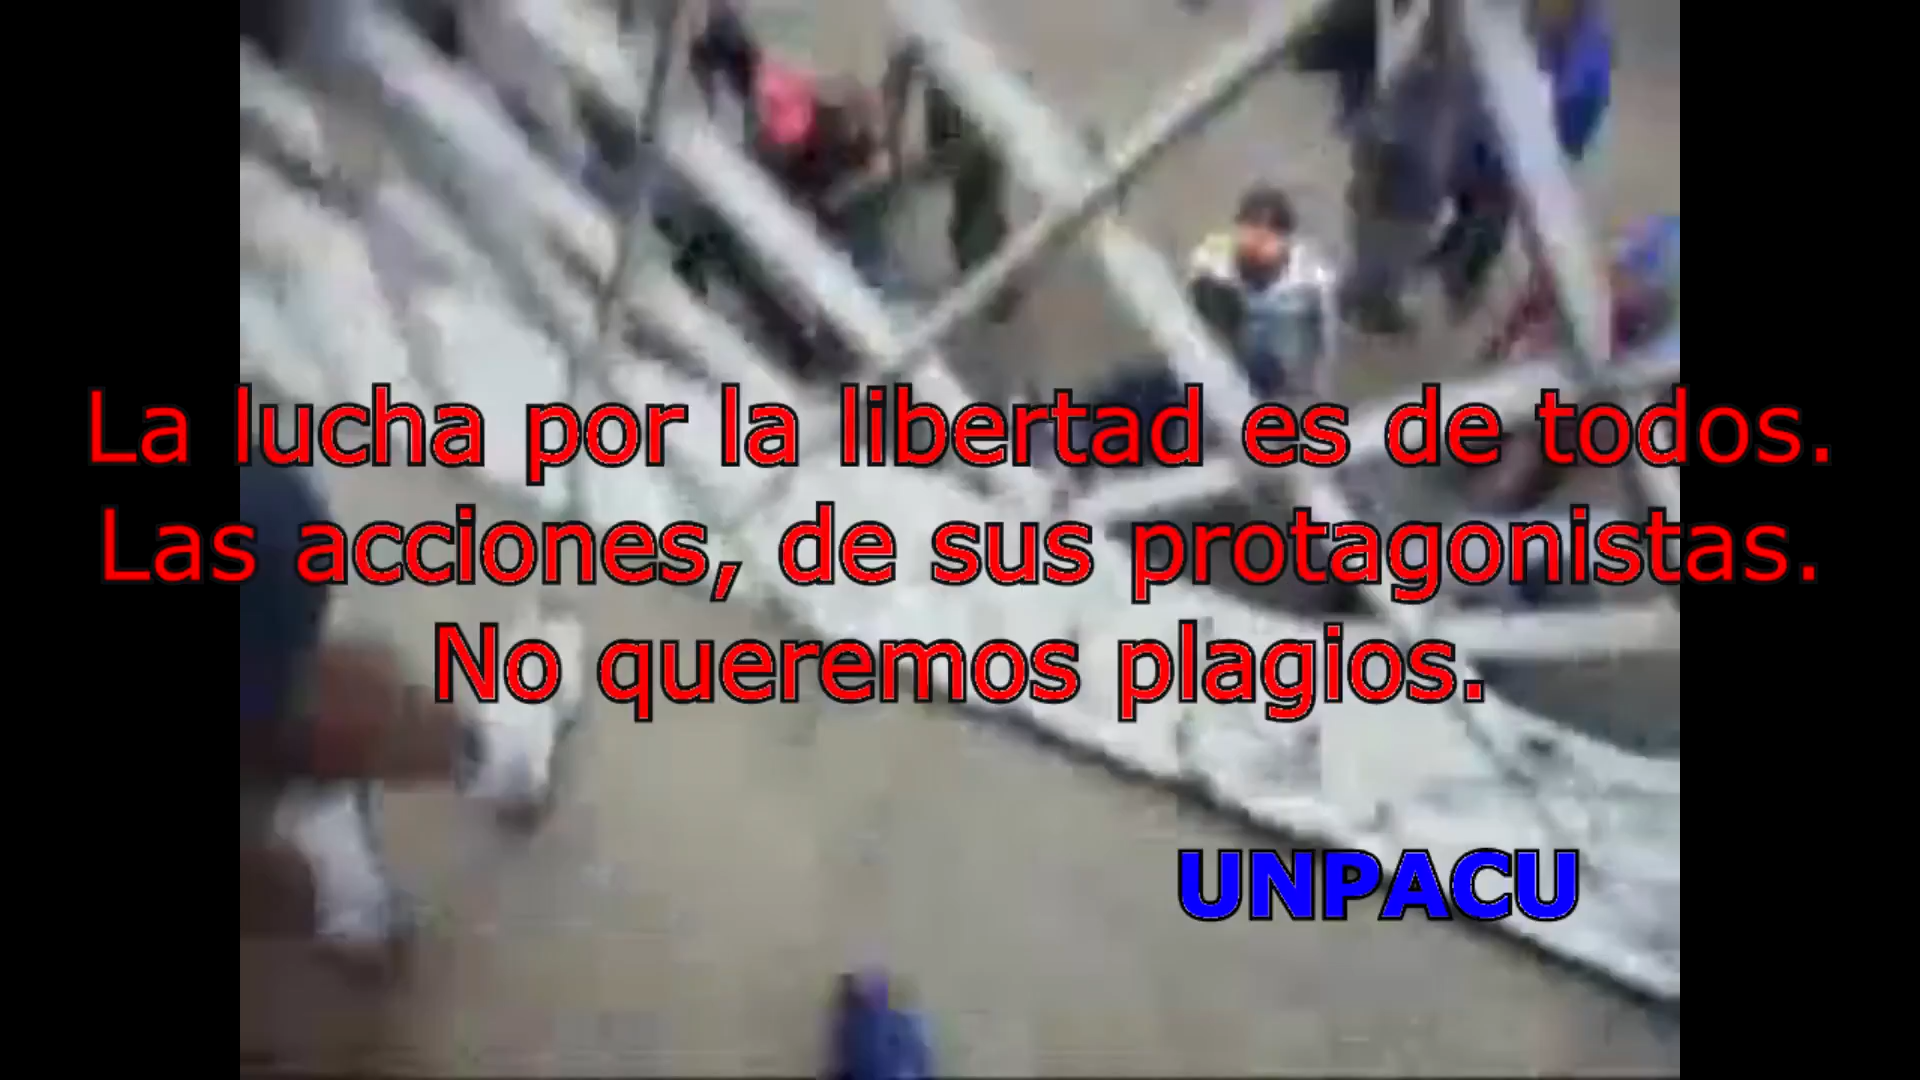 La lucha por la libertad es de todos.
Las acciones, de sus protagonistas.
No queremos plagios.
UNPACU